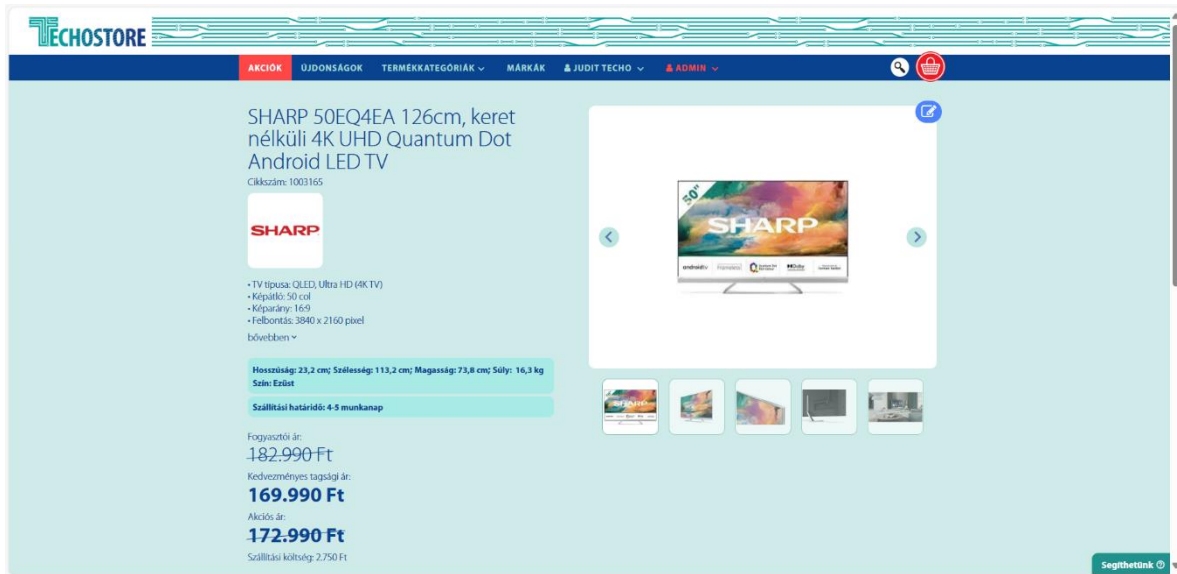 TECHOSTORE
AKCIÓK ÚJDONSÁGOK TERMÉKKATEGÓRIÁK MÁRKÁK JUDIT TECHO ADMIN
SHARP 50EQ4EA 126cm, keret
nélküli 4K UHD Quantum Dot
Android LED TV
Cikkszám: 1003165
SHARP
• TV típusa: QLED, Ultra HD (4K TV)
• Képátló: 50 col
• Képarány: 16:9
• Felbontás: 3840 x 2160 pixel
bővebben
Hosszúság: 23,2 cm; Szélesség: 113,2 cm; Magasság: 73,8 cm; Súly: 16,3 kg
Szín: Ezüst
Szállítási határidő: 4-5 munkanap
Fogyasztói ár:
182.990 Ft
Kedvezményes tagsági ár:
169.990 Ft
Akciós ár:
172.990 Ft
Szállítási költség: 2.750 Ft
50"
SHARP
androidtv Frameless
SHARP
Segíthetünk